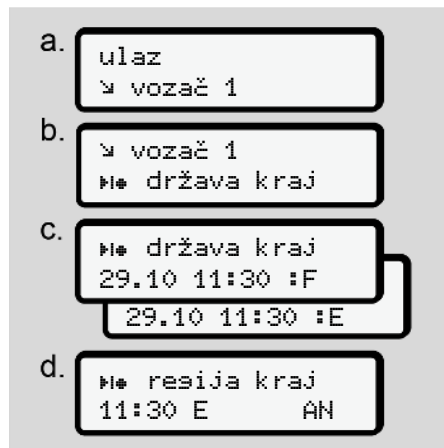 a.
ulaz
↘ vozač 1
b.
↘ vozač 1
država kraj
c.
država kraj
29.10 11:30 :F
29.10 11:30 :E
d.
regija kraj
11:30 E AN